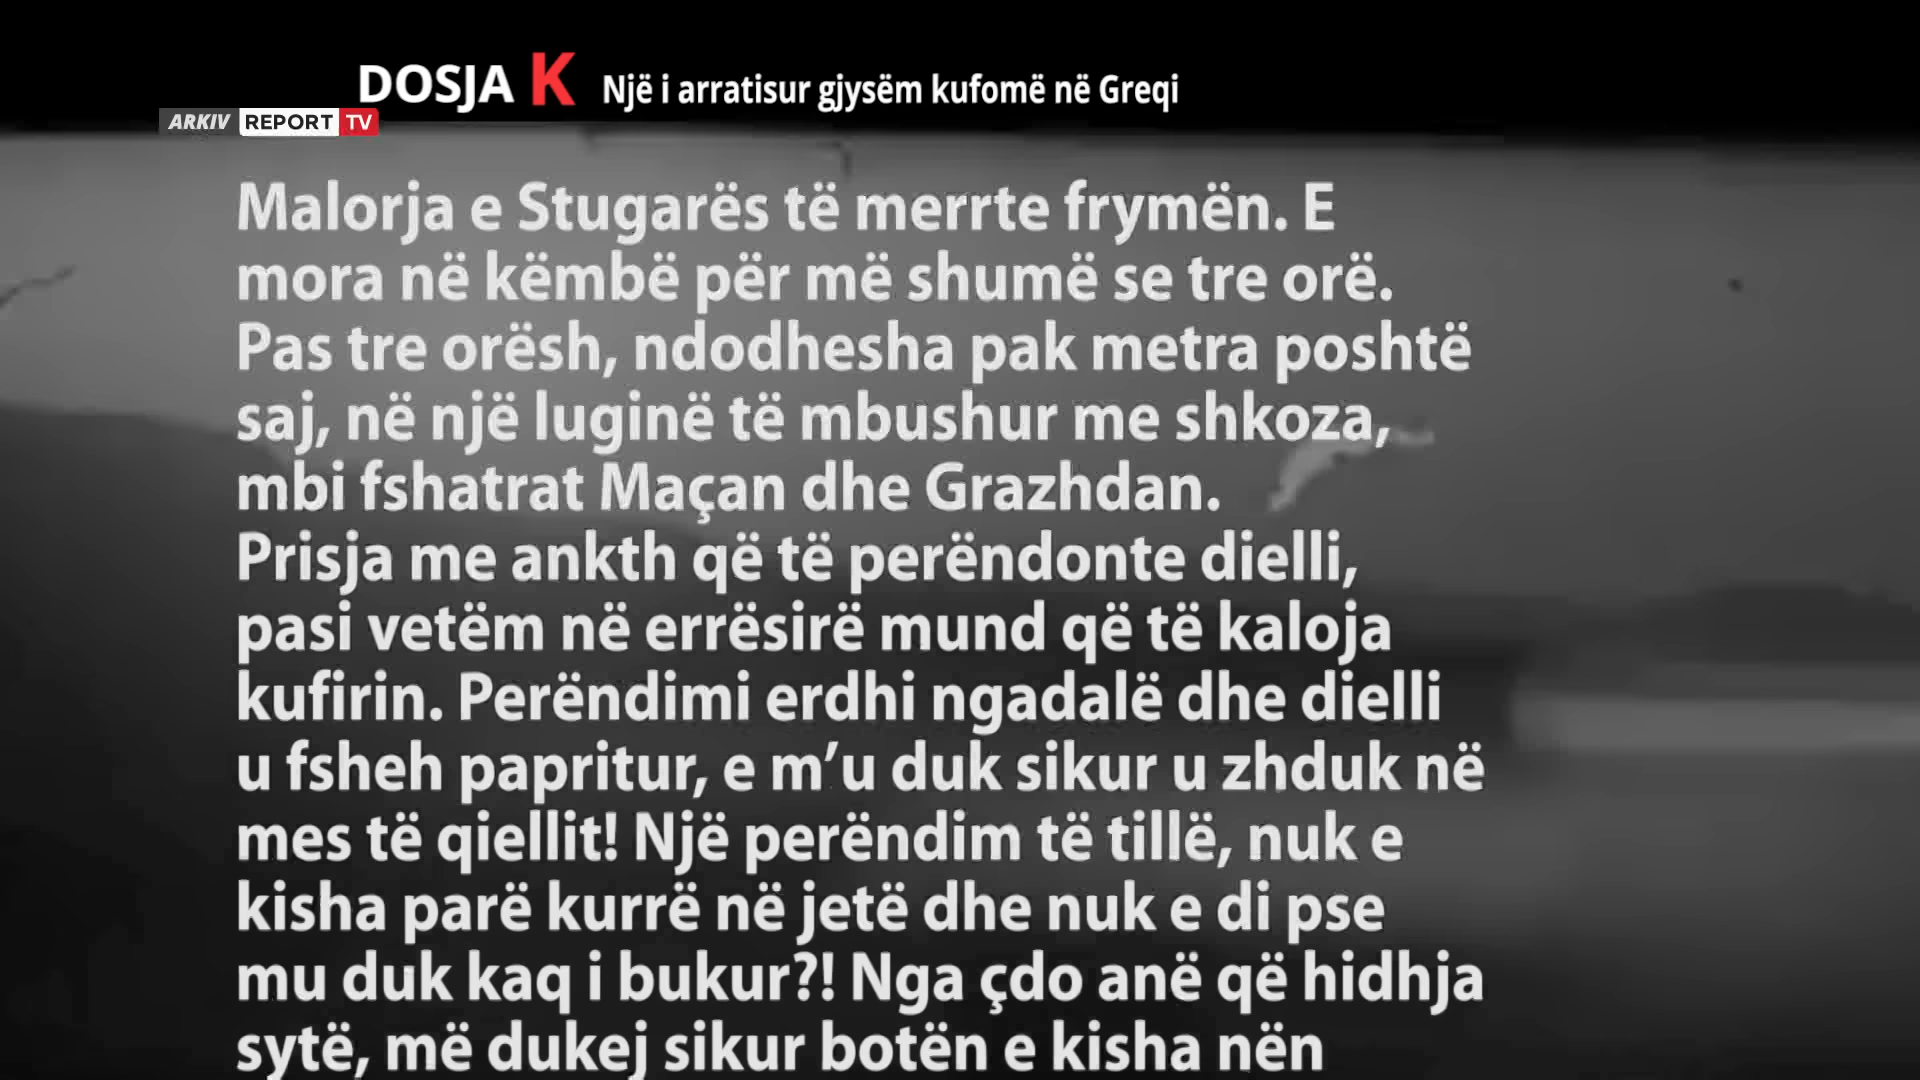 DOSJA K Një i arratisur gjysëm kufomë në Greqi
ARKIV REPORT TV
Malorja e Stugarës të merrte frymën. E
mora në këmbë për më shumë se tre orë.
Pas tre orësh, ndodhesha pak metra poshtë
saj, në një luginë të mbushur me shkoza,
mbi fshatrat Maçan dhe Grazhdan.
Prisja me ankth që të perëndonte dielli,
pasi vetëm në errësirë mund që të kaloja
kufirin. Perëndimi erdhi ngadalë dhe dielli
u fsheh papritur, e m’u duk sikur u zhduk në
mes të qiellit! Një perëndim të tillë, nuk e
kisha parë kurrë në jetë dhe nuk e di pse
mu duk kaq i bukur?! Nga çdo anë që hidhja
sytë, më dukej sikur botën e kisha nën